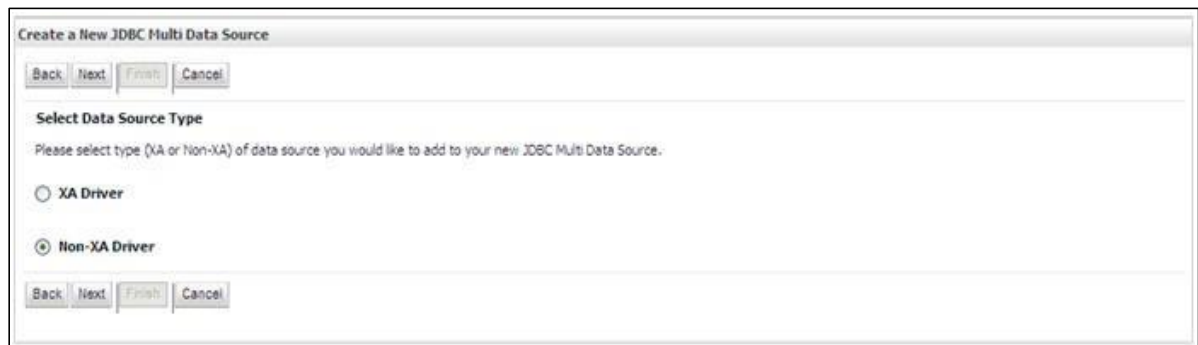 Create a New JDBC Multi Data Source
Back Next Finish Cancel
Select Data Source Type
Please select type (XA or Non-XA) of data source you would like to add to your new JDBC Multi Data Source.
XA Driver
Non-XA Driver
Back Next Finish Cancel